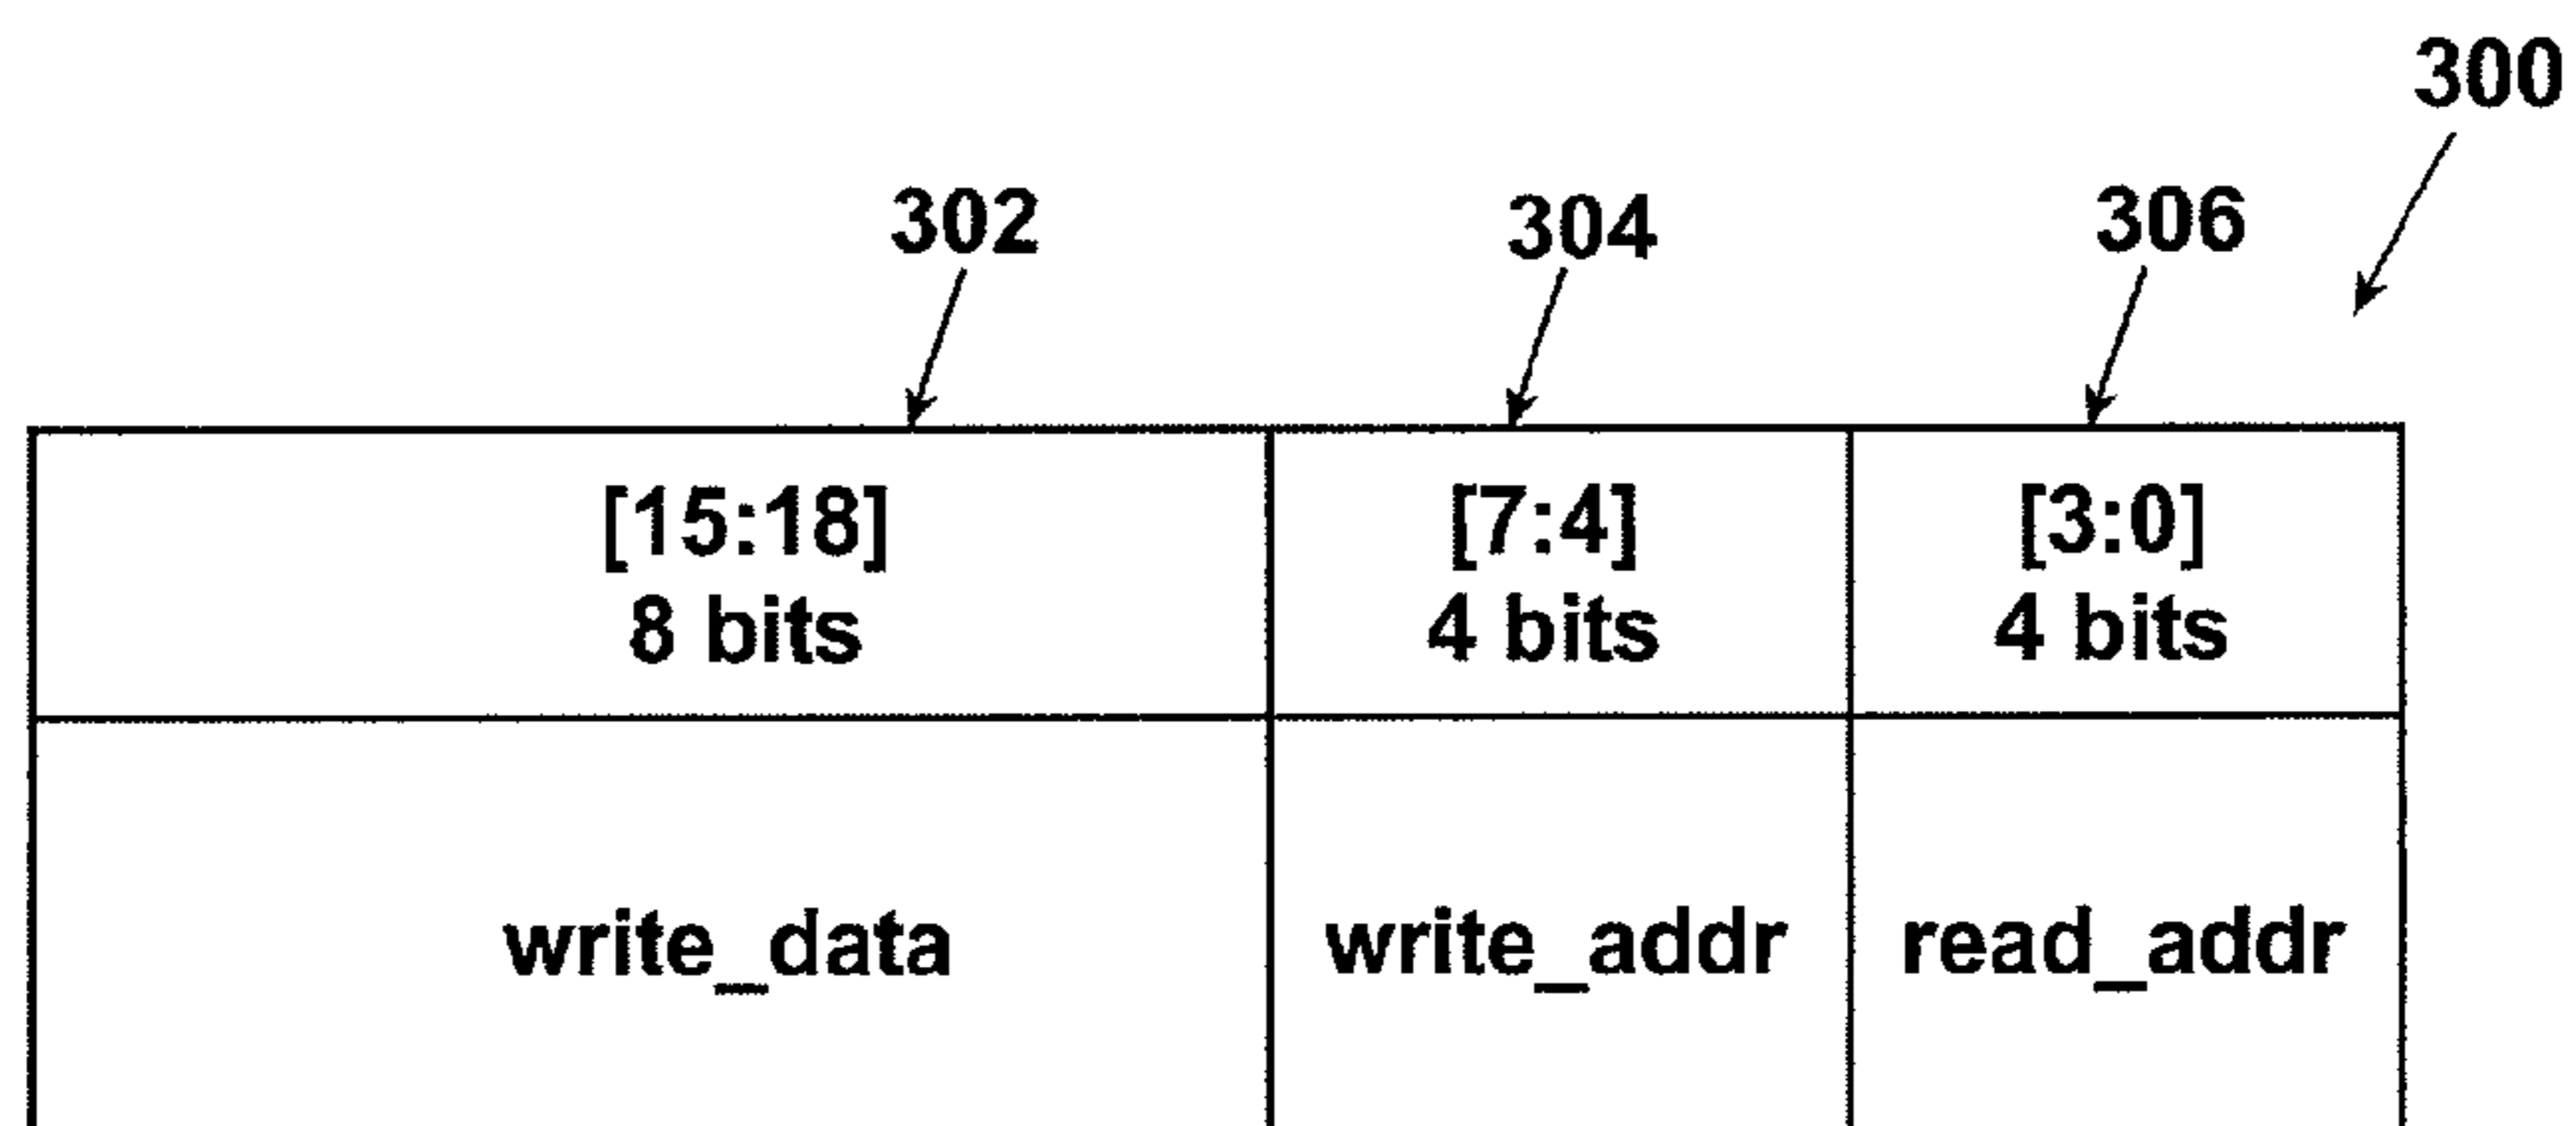 300
302
304
306
[15:18]
8 bits
[7:4]
4 bits
[3:0]
4 bits
write_data
write_addr
read_addr